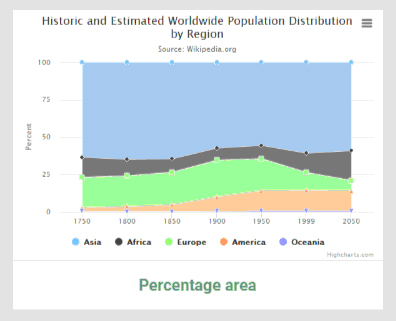 Historic and Estimated Worldwide Population Distribution
by Region
Source: Wikipedia.org
Percent
100
75
50
25
0
1750 1800 1850 1900 1950 1999 2050
Asia Africa Europe America Oceania
Highcharts.com
Percentage area